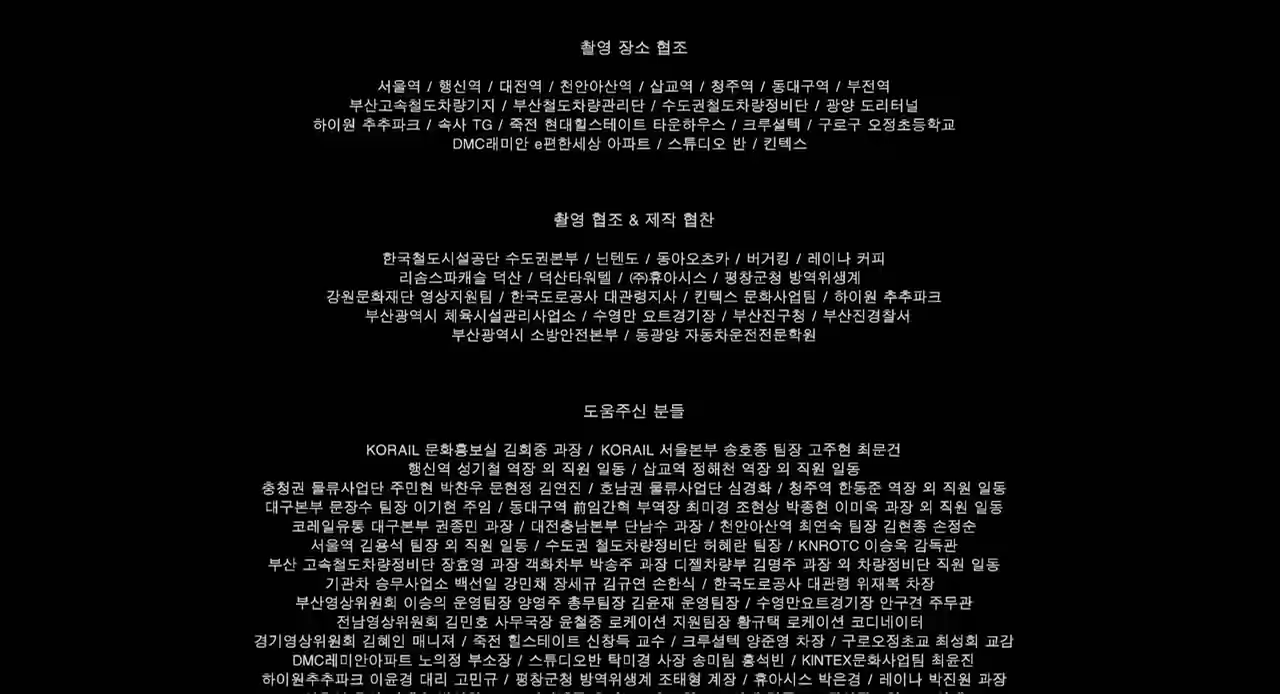 촬영 장소 협조
서울역 / 행신역 / 대전역 / 천안아산역 / 삽교역 / 청주역 / 동대구역 / 부전역
부산고속철도차량기지 / 부산철도차량관리단 / 수도권철도차량정비단 / 광양 도리터널
하이원 추추파크 / 속사 TG / 죽전 현대힐스테이트 타운하우스 / 크루셜텍 / 구로구 오정초등학교
DMC래미안 e편한세상 아파트 / 스튜디오 반 / 킨텍스
촬영 협조 & 제작 협찬
한국철도시설공단 수도권본부 / 닌텐도 / 동아오츠카 / 버거킹 / 레이나 커피
리솜스파캐슬 덕산 / 덕산타워텔 / ㈜휴아시스 / 평창군청 방역위생계
강원문화재단 영상지원팀 / 한국도로공사 대관령지사 / 킨텍스 문화사업팀 / 하이원 추추파크
부산광역시 체육시설관리사업소 / 수영만 요트경기장 / 부산진구청 / 부산진경찰서
부산광역시 소방안전본부 / 동광양 자동차운전전문학원
도움주신 분들
KORAIL 문화홍보실 김희중 과장 / KORAIL 서울본부 송호종 팀장 고주현 최문건
행신역 성기철 역장 외 직원 일동 / 삽교역 정해천 역장 외 직원 일동
충청권 물류사업단 주민현 박찬우 문현정 김연진 / 호남권 물류사업단 심경화 / 청주역 한동준 역장 외 직원 일동
대구본부 문장수 팀장 이기현 주임 / 동대구역 前임간혁 부역장 최미경 조현상 박종현 이미옥 과장 외 직원 일동
코레일유통 대구본부 권종민 과장 / 대전충남본부 단남수 과장 / 천안아산역 최연숙 팀장 김현종 손정순
서울역 김용석 팀장 외 직원 일동 / 수도권 철도차량정비단 허혜란 팀장 / KNROTC 이승옥 감독관
부산 고속철도차량정비단 장효영 과장 객화차부 박송주 과장 디젤차량부 김명주 과장 외 차량정비단 직원 일동
기관차 승무사업소 백선일 강민채 장세규 김규연 손한식 / 한국도로공사 대관령 위재복 차장
부산영상위원회 이승의 운영팀장 양영주 총무팀장 김윤재 운영팀장 / 수영만요트경기장 안구견 주무관
전남영상위원회 김민호 사무국장 윤철중 로케이션 지원팀장 황규택 로케이션 코디네이터
경기영상위원회 김혜인 매니져 / 죽전 힐스테이트 신창득 교수 / 크루셜텍 양준영 차장 / 구로오정초교 최성희 교감
DMC래미안아파트 노의정 부소장 / 스튜디오반 탁미경 사장 송미림 홍석빈 / KINTEX문화사업팀 최윤진
하이원추추파크 이윤경 대리 고민규 / 평창군청 방역위생계 조태형 계장 / 휴아시스 박은경 / 레이나 박진원 과장